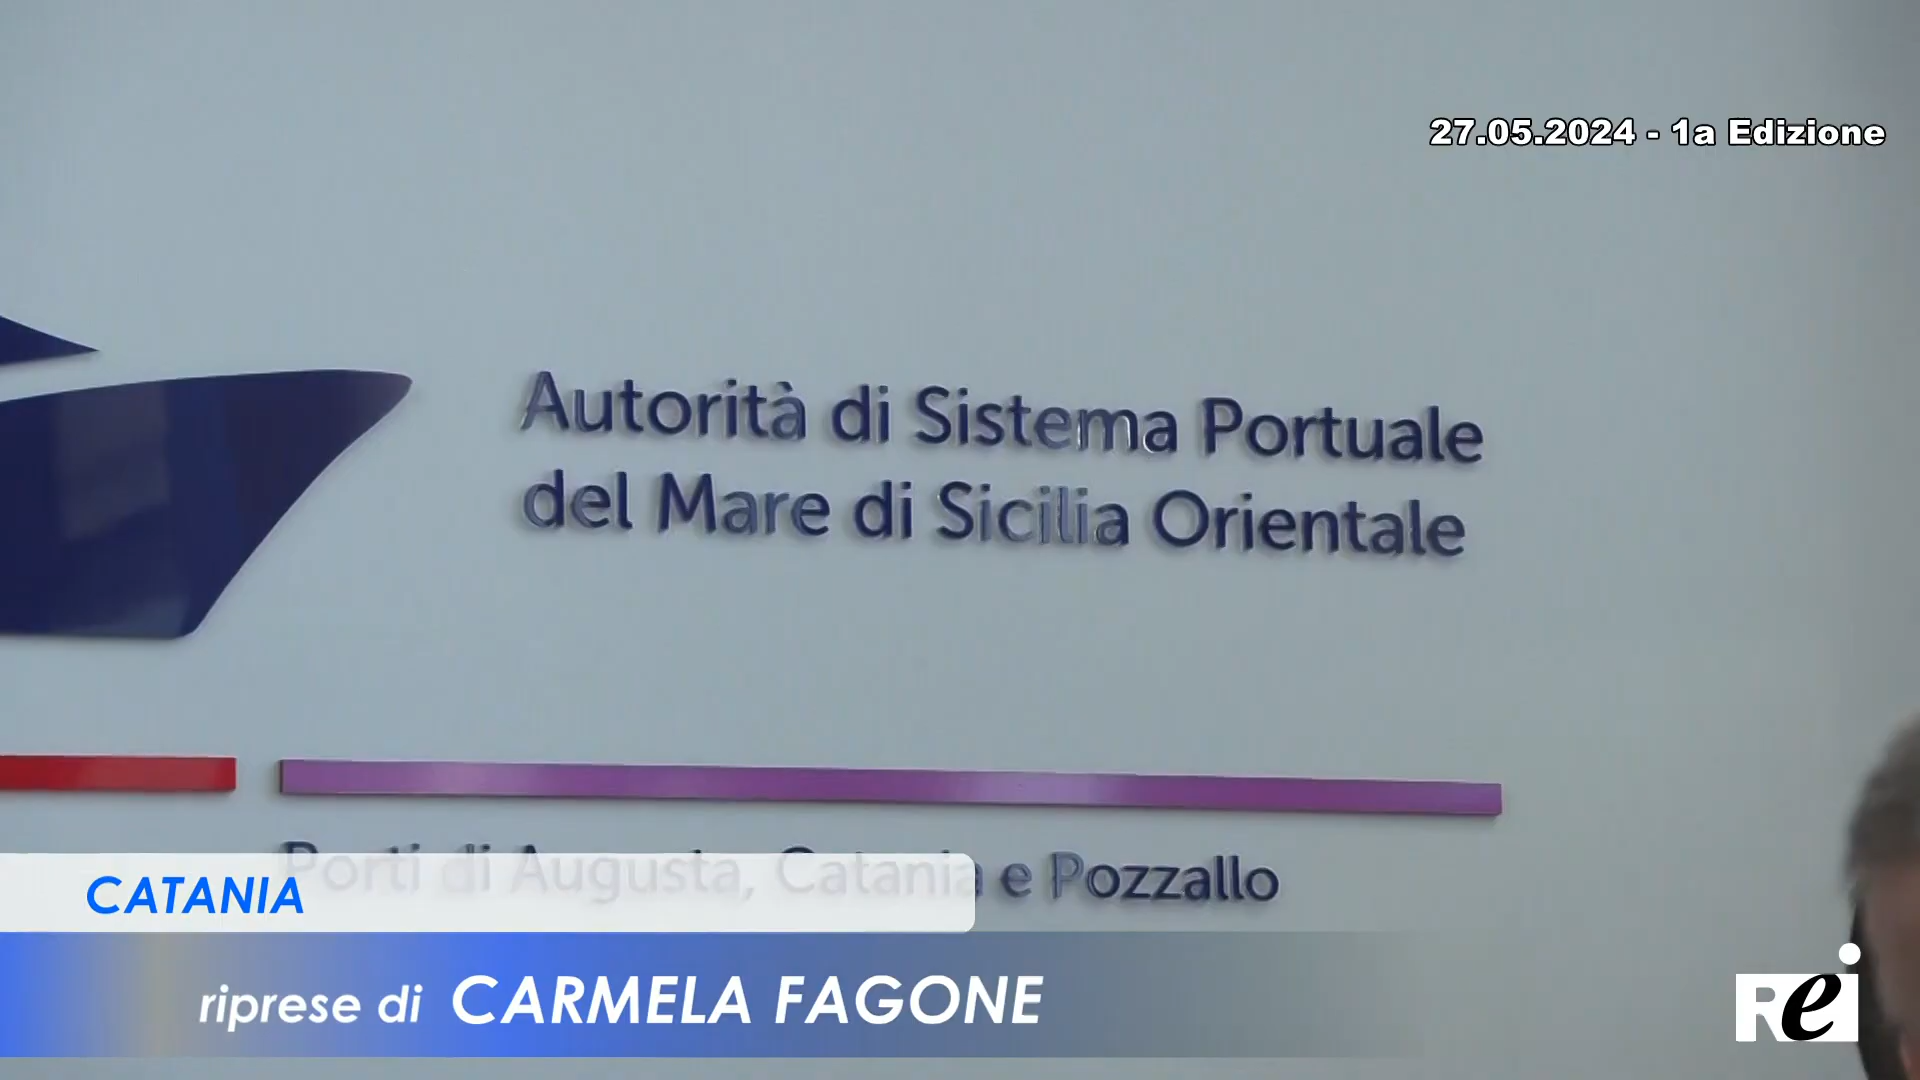 27.05.2024 - 1a Edizione
Autorità di Sistema Portuale
del Mare di Sicilia Orientale
Porti di Augusta, Catania e Pozzallo
CATANIA
riprese di CARMELA FAGONE
Rei